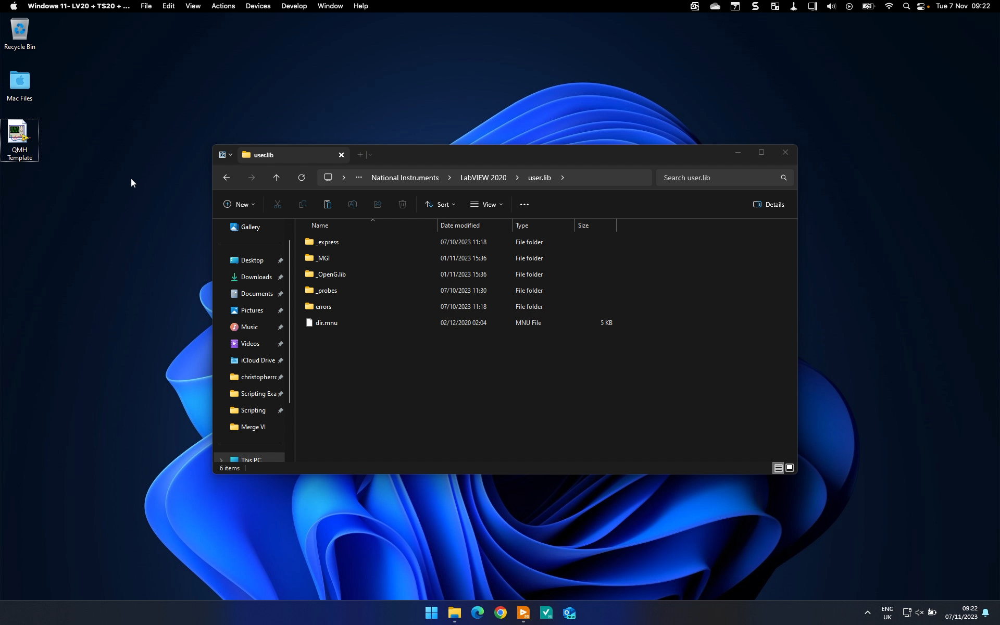 Windows 11- LV20 + TS20 + ... File Edit View Actions Devices Develop Window Help
7 Tue 7 Nov 09:22
Recycle Bin
Mac Files
QMH
Template
user.lib
National Instruments LabVIEW 2020 user.lib
Search user.lib
New Sort View Details
Gallery
Desktop
Downloads
Documents
Pictures
Music
Videos
iCloud Drive
christopherrc
Scripting Exa
Scripting
Merge VI
This PC
Name Date modified Type Size
_express 07/10/2023 11:18 File folder
_MGI 01/11/2023 15:36 File folder
_OpenG.lib 01/11/2023 15:36 File folder
_probes 07/10/2023 11:30 File folder
errors 07/10/2023 11:18 File folder
dir.mnu 02/12/2020 02:04 MNU File 5 KB
6 items
NEW
ENG
UK
09:22
07/11/2023